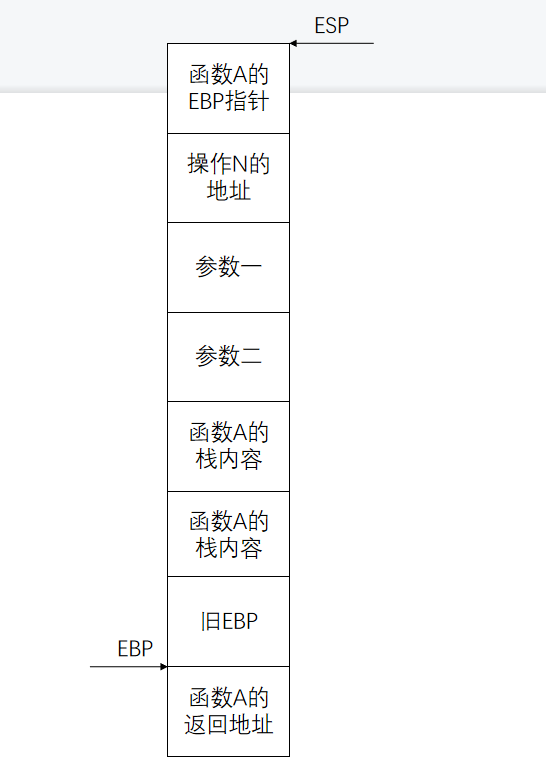 ESP
函数A的
EBP指针
操作N的
地址
参数一
参数二
函数A的
栈内容
函数A的
栈内容
旧EBP
EBP
函数A的
返回地址